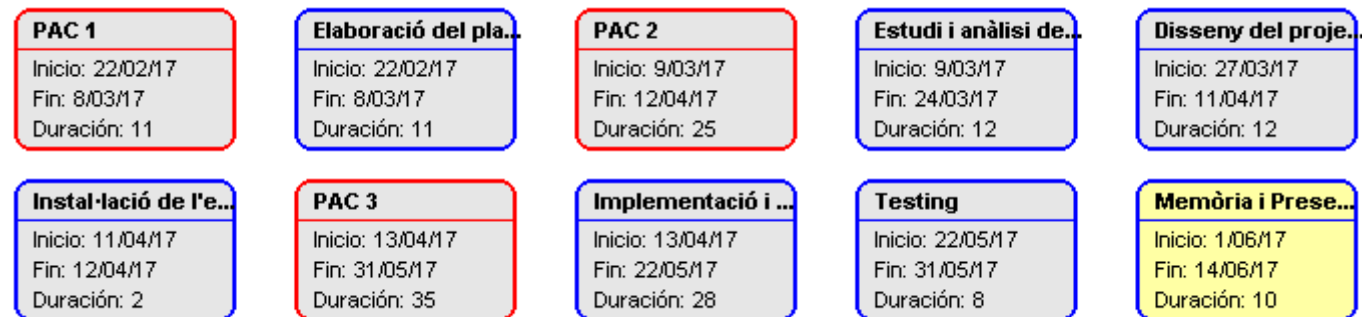 PAC 1
Inicio: 22/02/17
Fin: 8/03/17
Duración: 11
Elaboració del pla...
Inicio: 22/02/17
Fin: 8/03/17
Duración: 11
PAC 2
Inicio: 9/03/17
Fin: 12/04/17
Duración: 25
Estudi i anàlisi de...
Inicio: 9/03/17
Fin: 24/03/17
Duración: 12
Disseny del proje...
Inicio: 27/03/17
Fin: 11/04/17
Duración: 12
Instal·lació de l'e...
Inicio: 11/04/17
Fin: 12/04/17
Duración: 2
PAC 3
Inicio: 13/04/17
Fin: 31/05/17
Duración: 35
Implementació i ...
Inicio: 13/04/17
Fin: 22/05/17
Duración: 28
Testing
Inicio: 22/05/17
Fin: 31/05/17
Duración: 8
Memòria i Prese...
Inicio: 1/06/17
Fin: 14/06/17
Duración: 10